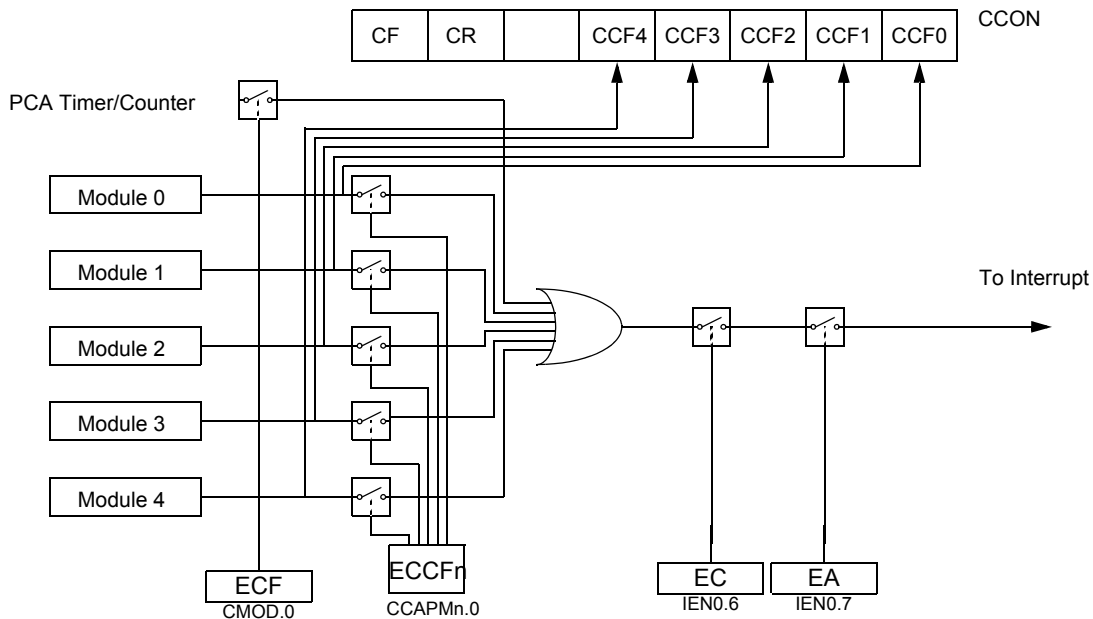 CCON
CF CR CCF4 CCF3 CCF2 CCF1 CCF0
PCA Timer/Counter
Module 0
Module 1
To Interrupt
Module 2
Module 3
Module 4
ECF
CMOD.0
ECCFn
CCAPMn.0
EC
IEN0.6
EA
IEN0.7